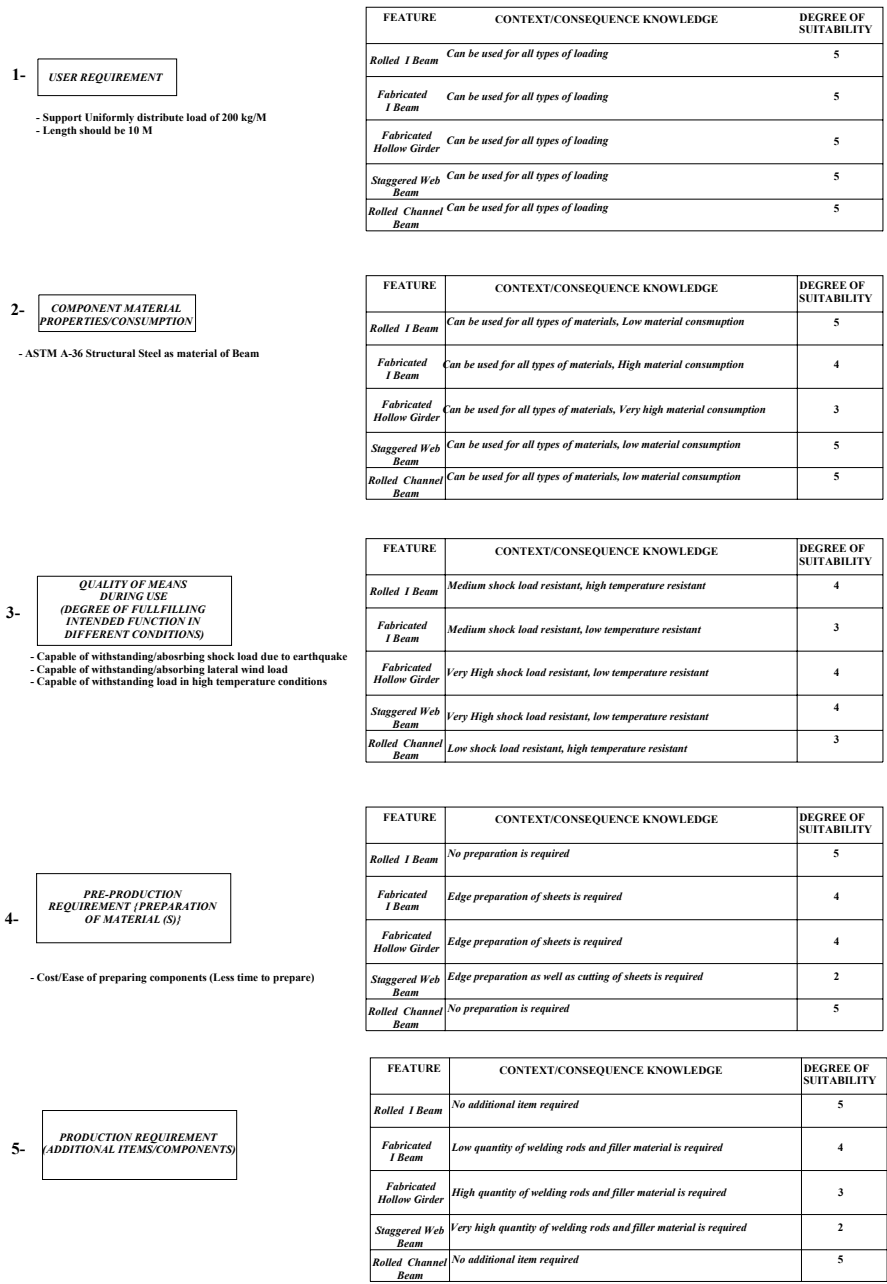 1-
USER REQUIREMENT
- Support Uniformly distribute load of 200 kg/M
- Length should be 10 M
FEATURE CONTEXT/CONSEQUENCE KNOWLEDGE DEGREE OF
SUITABILITY
Rolled I Beam Can be used for all types of loading 5
Fabricated
I Beam Can be used for all types of loading 5
Fabricated
Hollow Girder Can be used for all types of loading 5
Staggered Web
Beam Can be used for all types of loading 5
Rolled Channel
Beam Can be used for all types of loading 5
2-
COMPONENT MATERIAL
PROPERTIES/CONSUMPTION
- ASTM A-36 Structural Steel as material of Beam
FEATURE CONTEXT/CONSEQUENCE KNOWLEDGE DEGREE OF
SUITABILITY
Rolled I Beam Can be used for all types of materials, Low material consmuption 5
Fabricated
I Beam Can be used for all types of materials, High material consumption 4
Fabricated
Hollow Girder Can be used for all types of materials, Very high material consumption 3
Staggered Web
Beam Can be used for all types of materials, low material consumption 5
Rolled Channel
Beam Can be used for all types of materials, low material consumption 5
3-
QUALITY OF MEANS
DURING USE
(DEGREE OF FULLFILLING
INTENDED FUNCTION IN
DIFFERENT CONDITIONS)
- Capable of withstanding/abosrbing shock load due to earthquake
- Capable of withstanding/absorbing lateral wind load
- Capable of withstanding load in high temperature conditions
FEATURE CONTEXT/CONSEQUENCE KNOWLEDGE DEGREE OF
SUITABILITY
Rolled I Beam Medium shock load resistant, high temperature resistant 4
Fabricated
I Beam Medium shock load resistant, low temperature resistant 3
Fabricated
Hollow Girder Very High shock load resistant, low temperature resistant 4
Staggered Web
Beam Very High shock load resistant, low temperature resistant 4
Rolled Channel
Beam Low shock load resistant, high temperature resistant 3
4-
PRE-PRODUCTION
REQUIREMENT {PREPARATION
OF MATERIAL (S)}
- Cost/Ease of preparing components (Less time to prepare)
FEATURE CONTEXT/CONSEQUENCE KNOWLEDGE DEGREE OF
SUITABILITY
Rolled I Beam No preparation is required 5
Fabricated
I Beam Edge preparation of sheets is required 4
Fabricated
Hollow Girder Edge preparation of sheets is required 4
Staggered Web
Beam Edge preparation as well as cutting of sheets is required 2
Rolled Channel
Beam No preparation is required 5
5-
PRODUCTION REQUIREMENT
(ADDITIONAL ITEMS/COMPONENTS)
FEATURE CONTEXT/CONSEQUENCE KNOWLEDGE DEGREE OF
SUITABILITY
Rolled I Beam No additional item required 5
Fabricated
I Beam Low quantity of welding rods and filler material is required 4
Fabricated
Hollow Girder High quantity of welding rods and filler material is required 3
Staggered Web
Beam Very high quantity of welding rods and filler material is required 2
Rolled Channel
Beam No additional item required 5